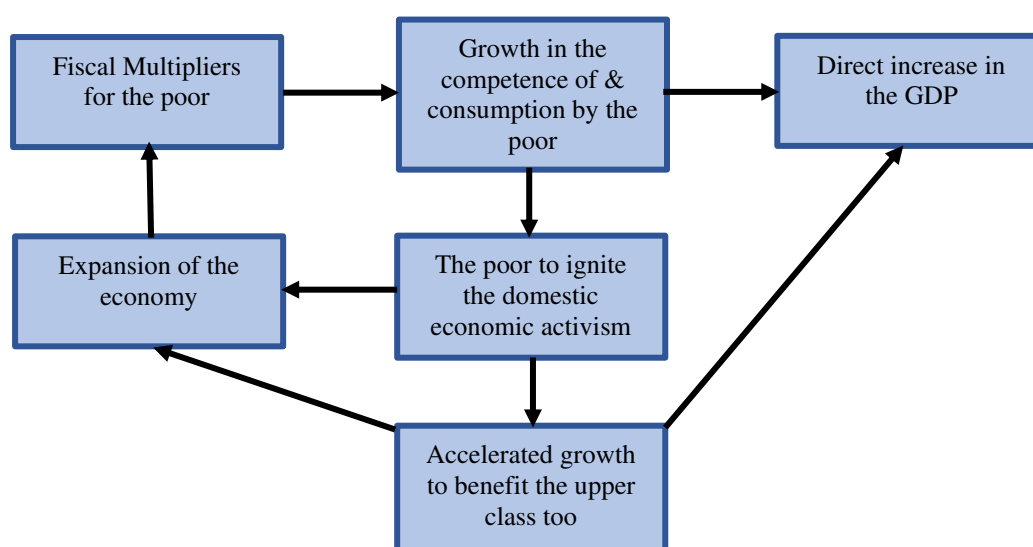 Fiscal Multipliers
for the poor
Growth in the
competence of &
consumption by the
poor
Direct increase in
the GDP
Expansion of the
economy
The poor to ignite
the domestic
economic activism
Accelerated growth
to benefit the upper
class too